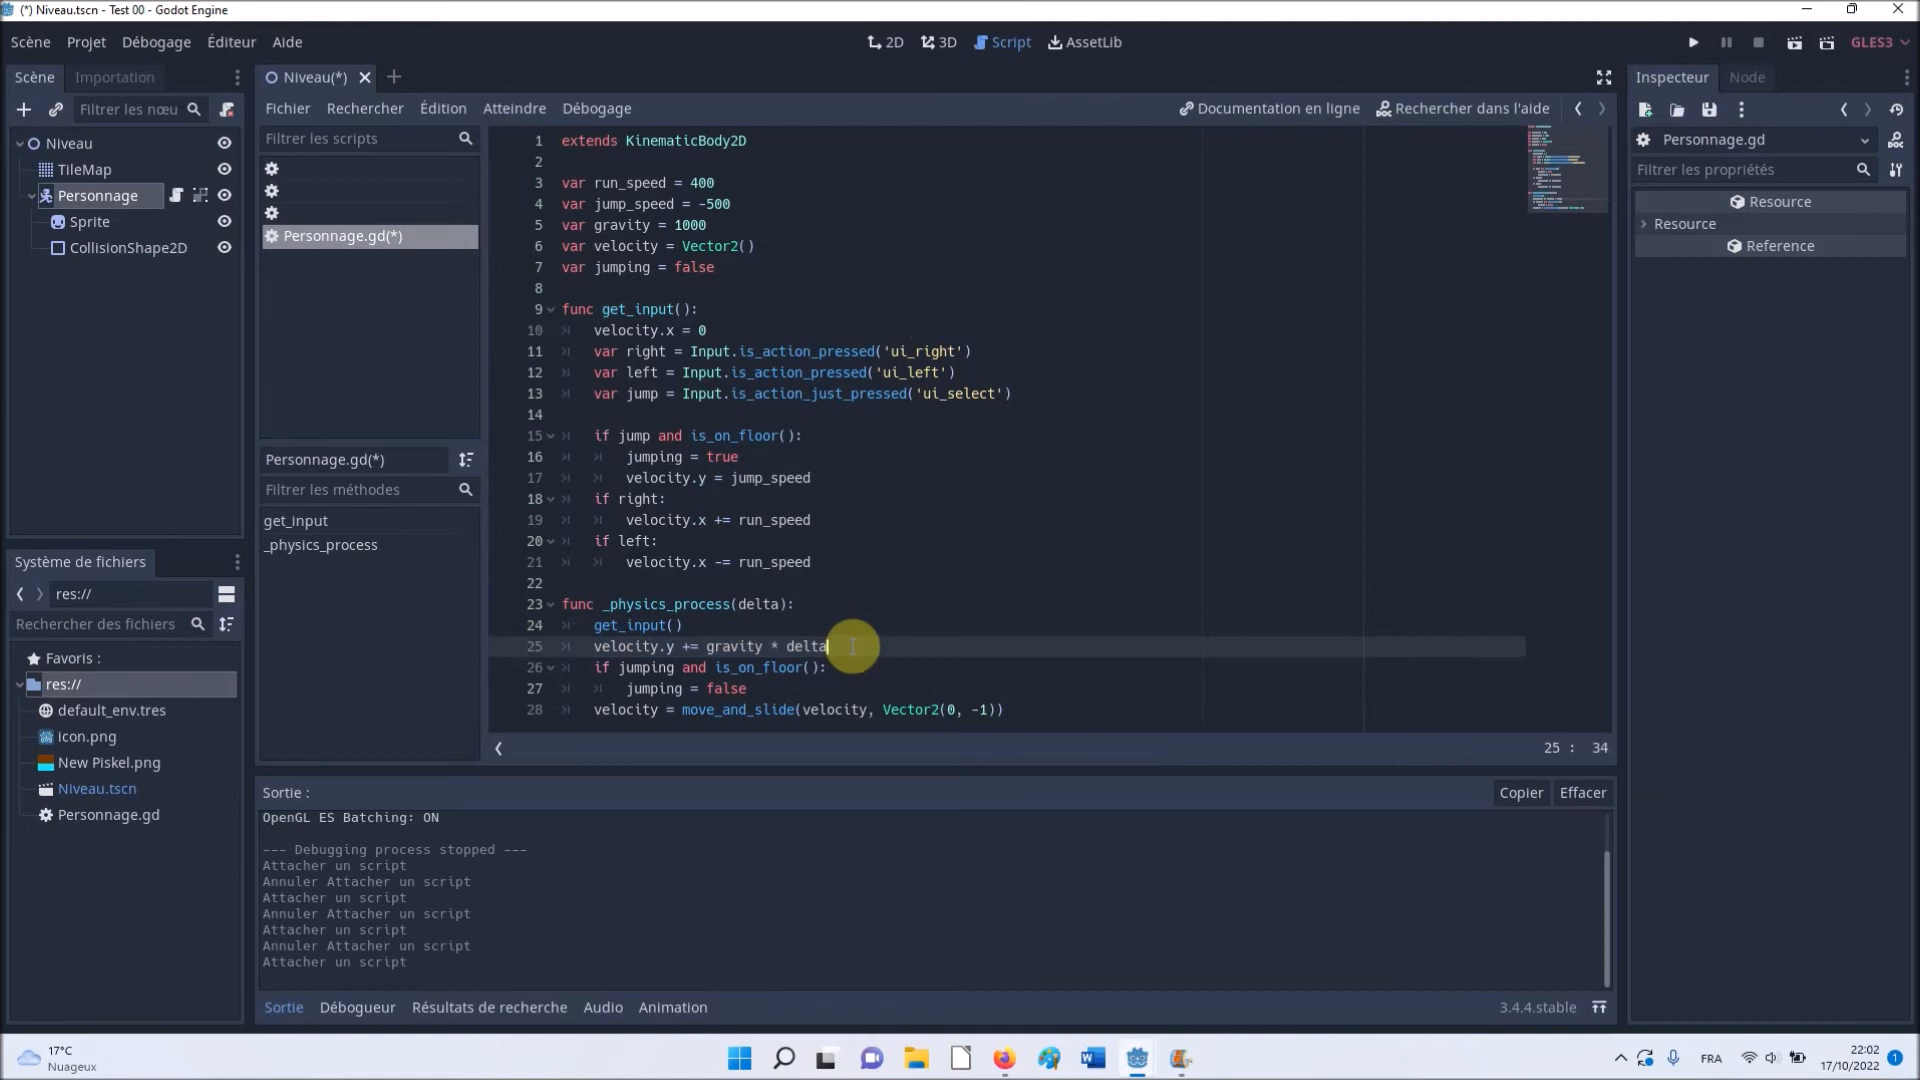 (*) Niveau.tscn - Test 00 - Godot Engine
Scène Projet Débogage Éditeur Aide
2D 3D Script AssetLib
GLES3
Scène Importation
Filtrer les nœu
Niveau
TileMap
Personnage
Sprite
CollisionShape2D
Système de fichiers
res://
Rechercher des fichiers
Favoris :
res://
default_env.tres
icon.png
New Piskel.png
Niveau.tscn
Personnage.gd
Niveau(*)
Fichier Rechercher Édition Atteindre Débogage
Documentation en ligne Rechercher dans l'aide
Filtrer les scripts
Personnage.gd(*)
Personnage.gd(*)
Filtrer les méthodes
get_input
_physics_process
1 extends KinematicBody2D
2
3 var run_speed = 400
4 var jump_speed = -500
5 var gravity = 1000
6 var velocity = Vector2()
7 var jumping = false
8
9 func get_input():
10 velocity.x = 0
11 var right = Input.is_action_pressed('ui_right')
12 var left = Input.is_action_pressed('ui_left')
13 var jump = Input.is_action_just_pressed('ui_select')
14
15 if jump and is_on_floor():
16 jumping = true
17 velocity.y = jump_speed
18 if right:
19 velocity.x += run_speed
20 if left:
21 velocity.x -= run_speed
22
23 func _physics_process(delta):
24 get_input()
25 velocity.y += gravity * delta
26 if jumping and is_on_floor():
27 jumping = false
28 velocity = move_and_slide(velocity, Vector2(0, -1))
25 : 34
Sortie :
Copier Effacer
OpenGL ES Batching: ON
--- Debugging process stopped ---
Attacher un script
Annuler Attacher un script
Attacher un script
Annuler Attacher un script
Attacher un script
Annuler Attacher un script
Attacher un script
Sortie Débogueur Résultats de recherche Audio Animation
3.4.4.stable
Inspecteur Node
Personnage.gd
Filtrer les propriétés
Resource
Resource
Reference
17°C
Nuageux
FRA
22:02
17/10/2022
1